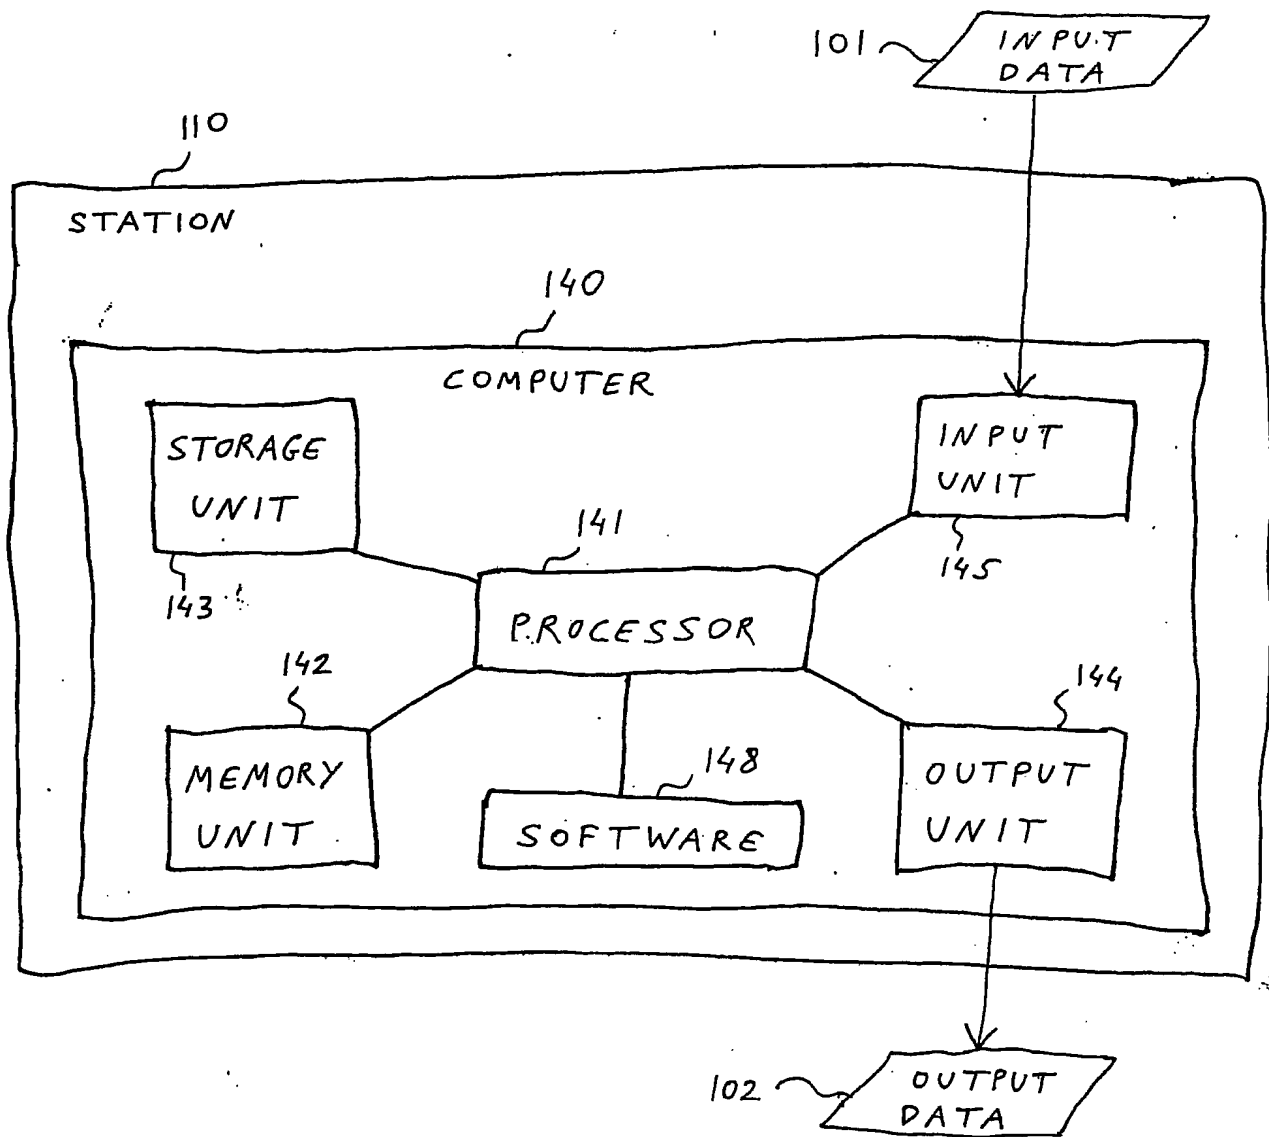 101
INPUT
DATA
110
STATION
140
COMPUTER
STORAGE
UNIT
143
INPUT
UNIT
145
141
PROCESSOR
142
MEMORY
UNIT
148
SOFTWARE
144
OUTPUT
UNIT
102
OUTPUT
DATA